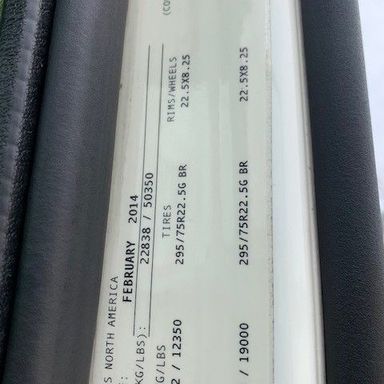 S NORTH AMERICA
: FEBRUARY 2014
KG/LBS): 22838 / 50350
G/LBS TIRES RIMS/WHEELS (CO
2 / 12350 295/75R22.5G BR 22.5X8.25
/ 19000 295/75R22.5G BR 22.5X8.25